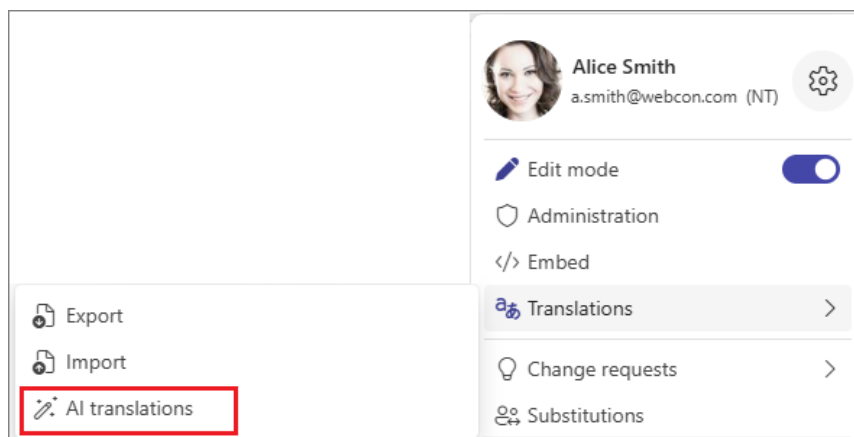 Alice Smith
a.smith@webcon.com (NT)
Edit mode
Administration
Embed
Translations
Export
Import
AI translations
Change requests
Substitutions